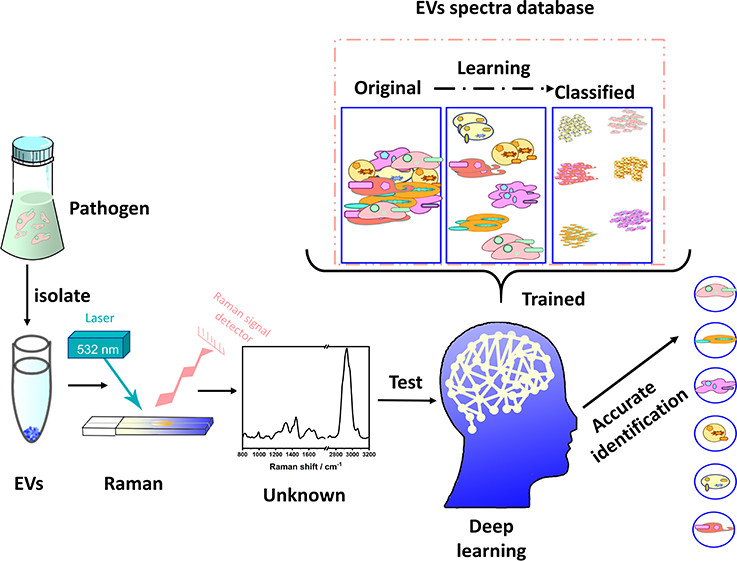 EVs spectra database
Learning
Original
Classified
Pathogen
isolate
Laser
532 nm
Raman signal
detector
Trained
Test
Accurate
identification
800 1000 1200 1400 1600 2800 3000 3200
Raman shift / cm-1
EVs
Raman
Unknown
Deep
learning